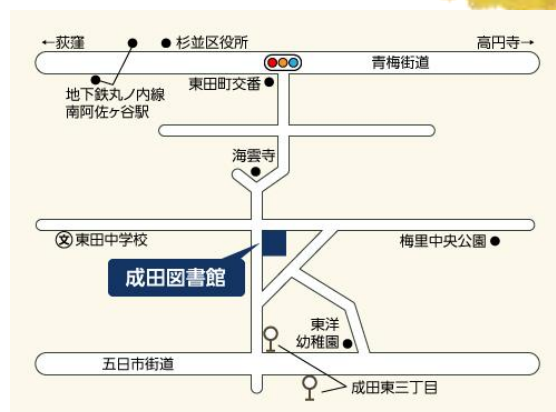 ←荻窪
杉並区役所
高円寺→
青梅街道
地下鉄丸ノ内線
南阿佐ヶ谷駅
東田町交番
海雲寺
文東田中学校
梅里中央公園
成田図書館
東洋
幼稚園
五日市街道
成田東三丁目